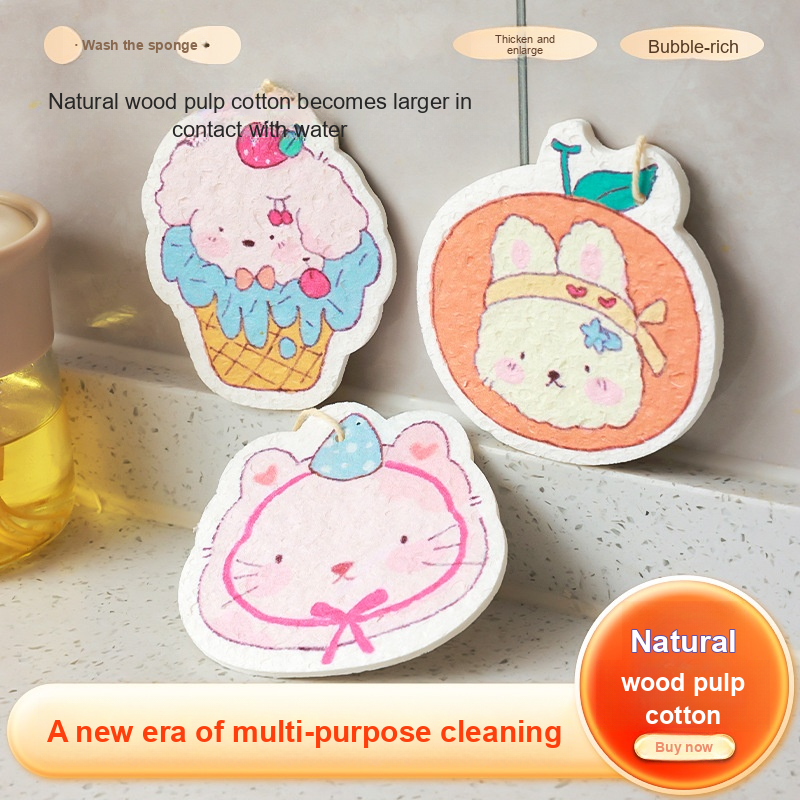 · Wash the sponge •
Thicken and
enlarge
Bubble-rich
Natural wood pulp cotton becomes larger in
contact with water
Natural
wood pulp
cotton
Buy now
A new era of multi-purpose cleaning